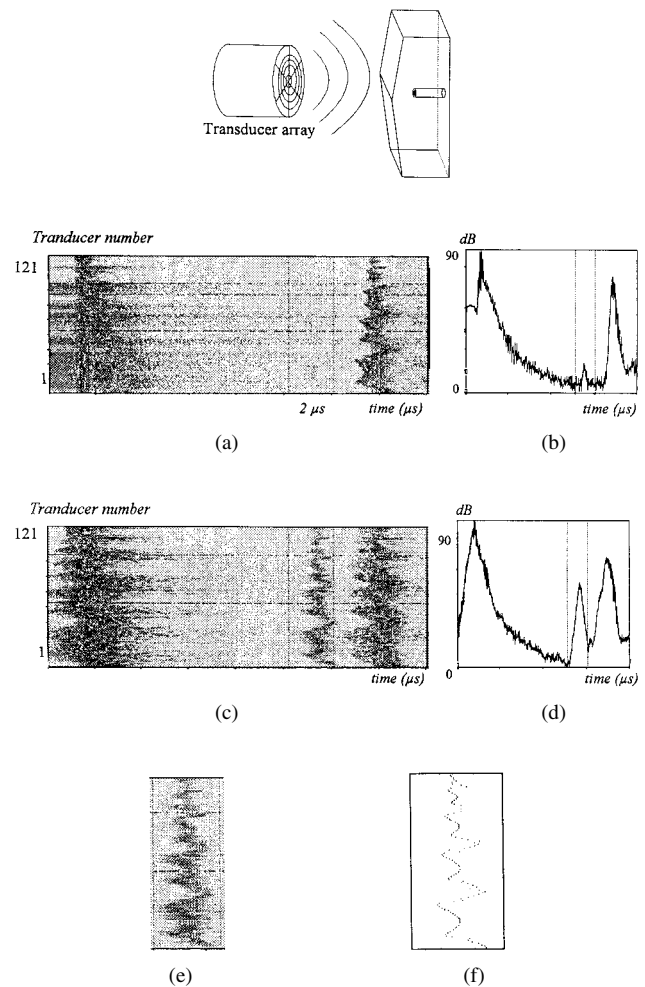 Transducer array
Tranducer number
121
1
2 μs
time (μs)
(a)
dB
90
0
time (μs)
(b)
Tranducer number
121
1
time (μs)
(c)
dB
90
0
time (μs)
(d)
(e)
(f)